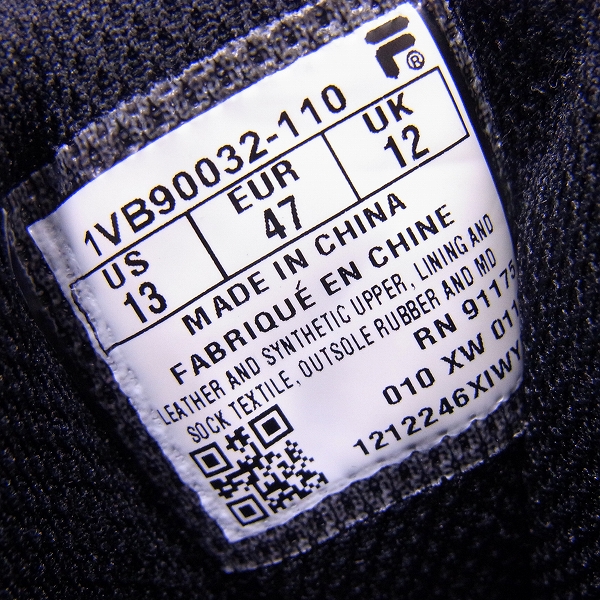 F®
1VB90032-110
US EUR UK
13 47 12
MADE IN CHINA
FABRIQUÉ EN CHINE
LEATHER AND SYNTHETIC UPPER, LINING AND
SOCK TEXTILE, OUTSOLE RUBBER AND MD
RN 91175
010 XW 011
1212246XIWY